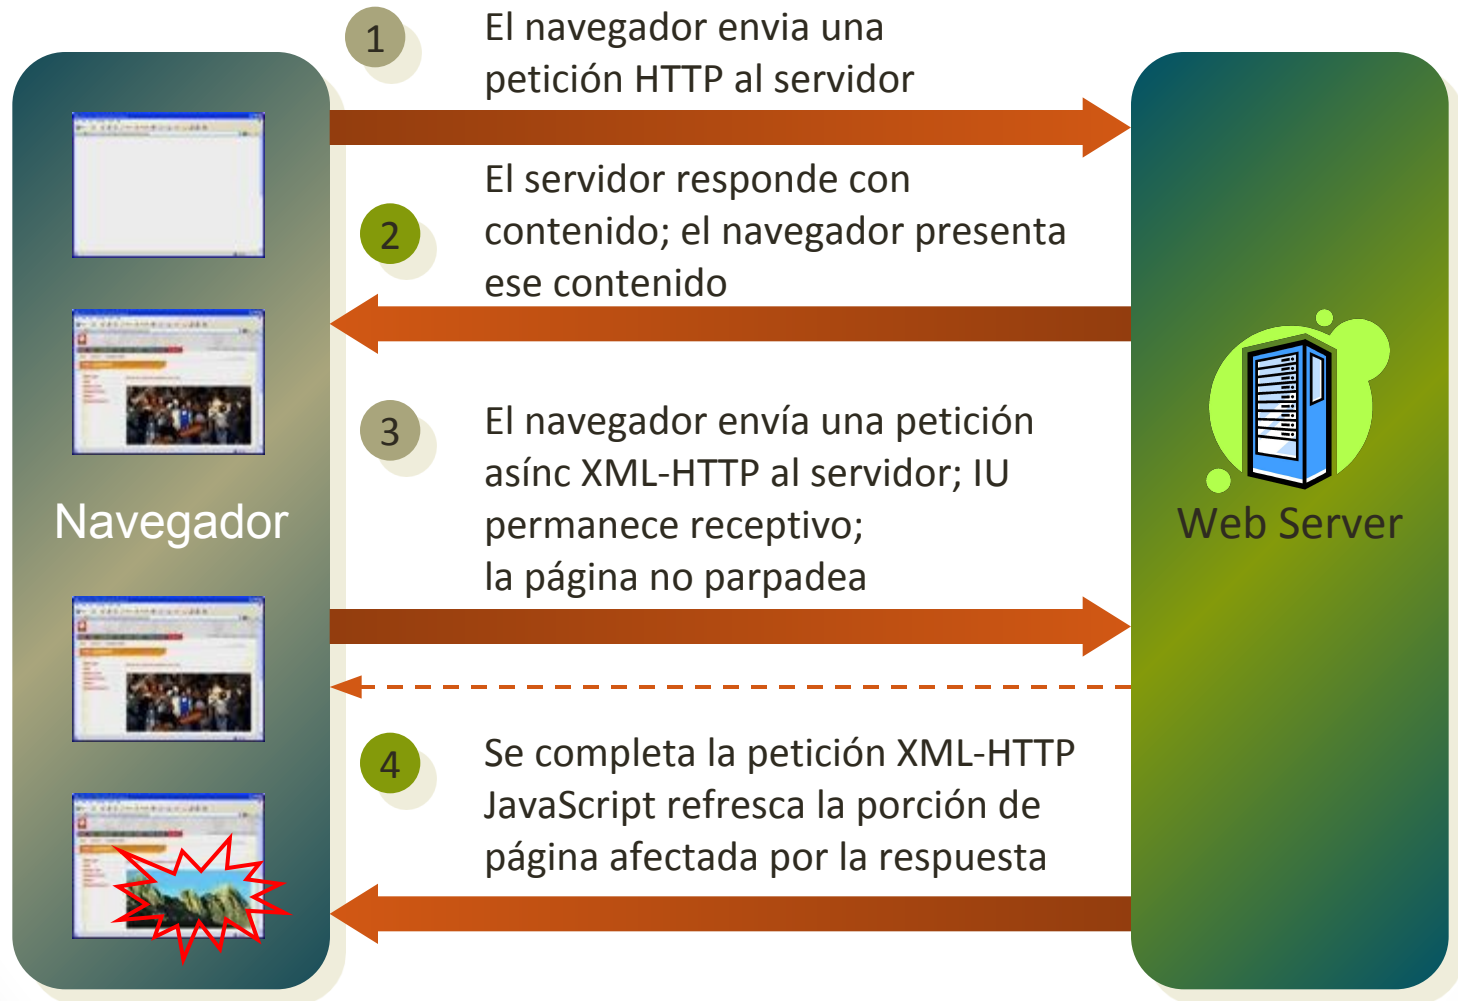 1
El navegador envia una
petición HTTP al servidor
2
El servidor responde con
contenido; el navegador presenta
ese contenido
3
El navegador envía una petición
asínc XML-HTTP al servidor; IU
permanece receptivo;
la página no parpadea
Navegador
Web Server
4
Se completa la petición XML-HTTP
JavaScript refresca la porción de
página afectada por la respuesta